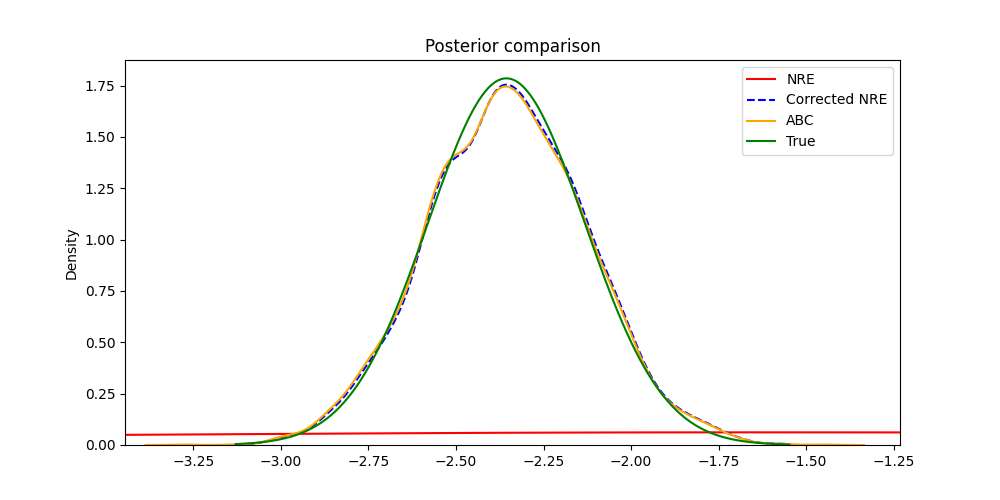 Posterior comparison
NRE
Corrected NRE
ABC
True
Density
1.75
1.50
1.25
1.00
0.75
0.50
0.25
0.00
−3.25 −3.00 −2.75 −2.50 −2.25 −2.00 −1.75 −1.50 −1.25